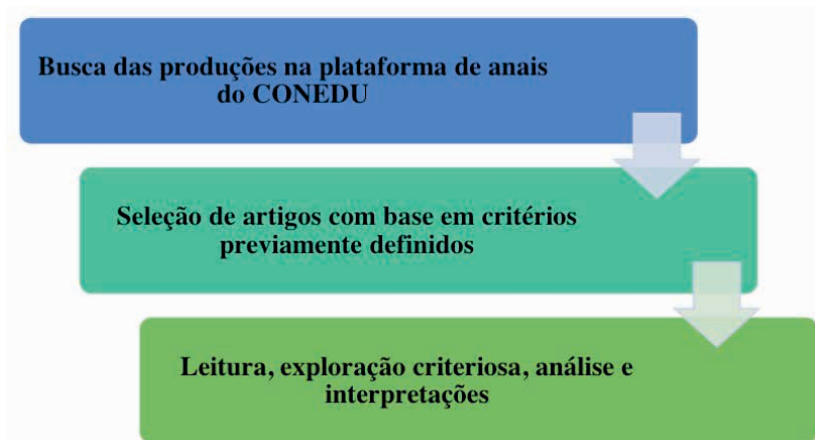 Busca das produções na plataforma de anais
do CONEDU
Seleção de artigos com base em critérios
previamente definidos
Leitura, exploração criteriosa, análise e
interpretações